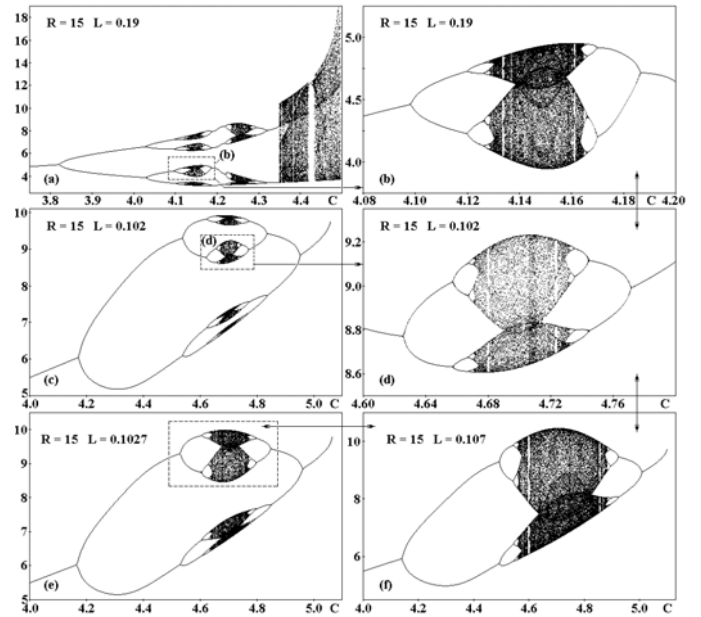 18
16
14
12
10
8
6
4
R = 15 L = 0.19
(b)
(a)
3.8 3.9 4.0 4.1 4.2 4.3 4.4 C
5.0
4.5
4.0
R = 15 L = 0.19
(b)
4.08 4.10 4.12 4.14 4.16 4.18 C 4.20
10
9
8
7
6
5
R = 15 L = 0.102
(d)
(c)
4.0 4.2 4.4 4.6 4.8 5.0 C
9.2
9.0
8.8
8.6
R = 15 L = 0.102
(d)
4.60 4.64 4.68 4.72 4.76 C
10
9
8
7
6
5
R = 15 L = 0.1027
(e)
4.0 4.2 4.4 4.6 4.8 5.0 C
10
8
6
R = 15 L = 0.107
(f)
4.0 4.2 4.4 4.6 4.8 5.0 C